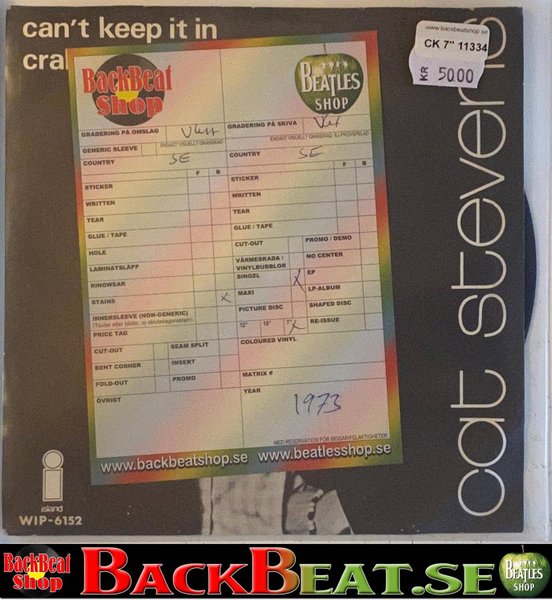 can't keep it in
cra
www.backbeatshop.se
CK 7" 11334
KR 50.00
cat stevens
BackBeat
Shop
BEATLES
SHOP
GRADERING PÅ OMSLAG
GRADERING PÅ SKIVA
GENERIC SLEEVE
ENDAST VISUELLT GRANSKAD
ENDAST VISUELLT GRANSKAD, EJ PROVSPELAD
COUNTRY SE
COUNTRY SE
F B
F B
STICKER
STICKER
WRITTEN
WRITTEN
TEAR
TEAR
GLUE / TAPE
GLUE / TAPE
HOLE
CUT-OUT
PROMO / DEMO
LAMINATSLÄPP
VÄRMESKADA /
VINYLBUBBLOR
NO CENTER
RINGWEAR
SINGEL X
EP
STAINS X
MAXI
LP-ALBUM
INNERSLEEVE (NON-GENERIC)
PICTURE DISC
SHAPED DISC
PRICE TAG
12" 10" 7" X
RE-ISSUE
CUT-OUT
SEAM SPLIT
COLOURED VINYL
BENT CORNER
INSERT
FOLD-OUT
PROMO
MATRIX #
ÖVRIGT
YEAR
1973
MED RESERVATION FÖR MISSARIFELAKTIGHETER
www.backbeatshop.se www.beatlesshop.se
island
WIP-6152
BackBeat
Shop
BACKBEAT.SE
BEATLES
SHOP